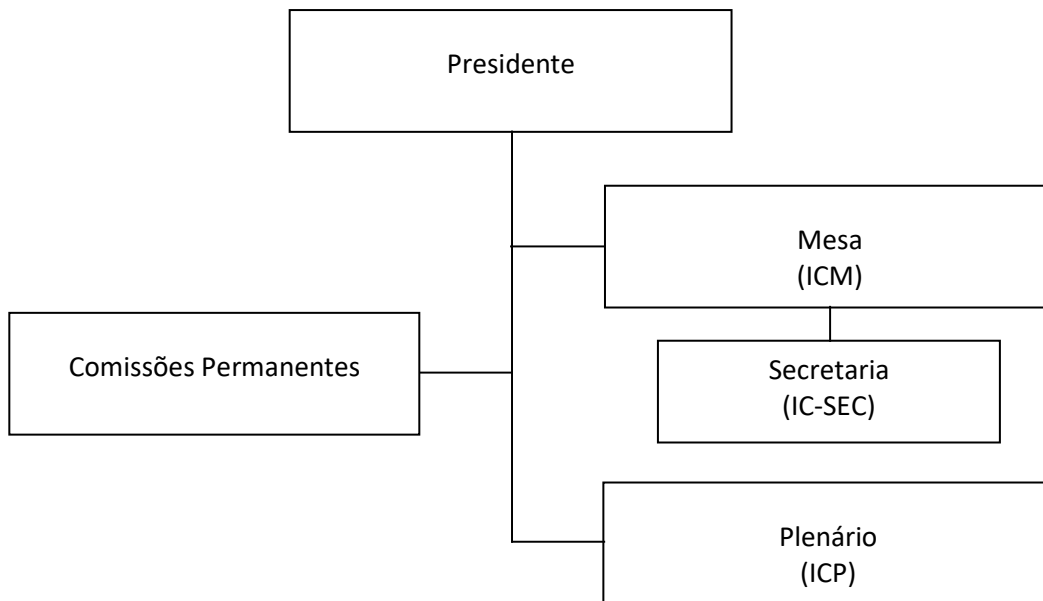 Presidente
Mesa
(ICM)
Comissões Permanentes
Secretaria
(IC-SEC)
Plenário
(ICP)